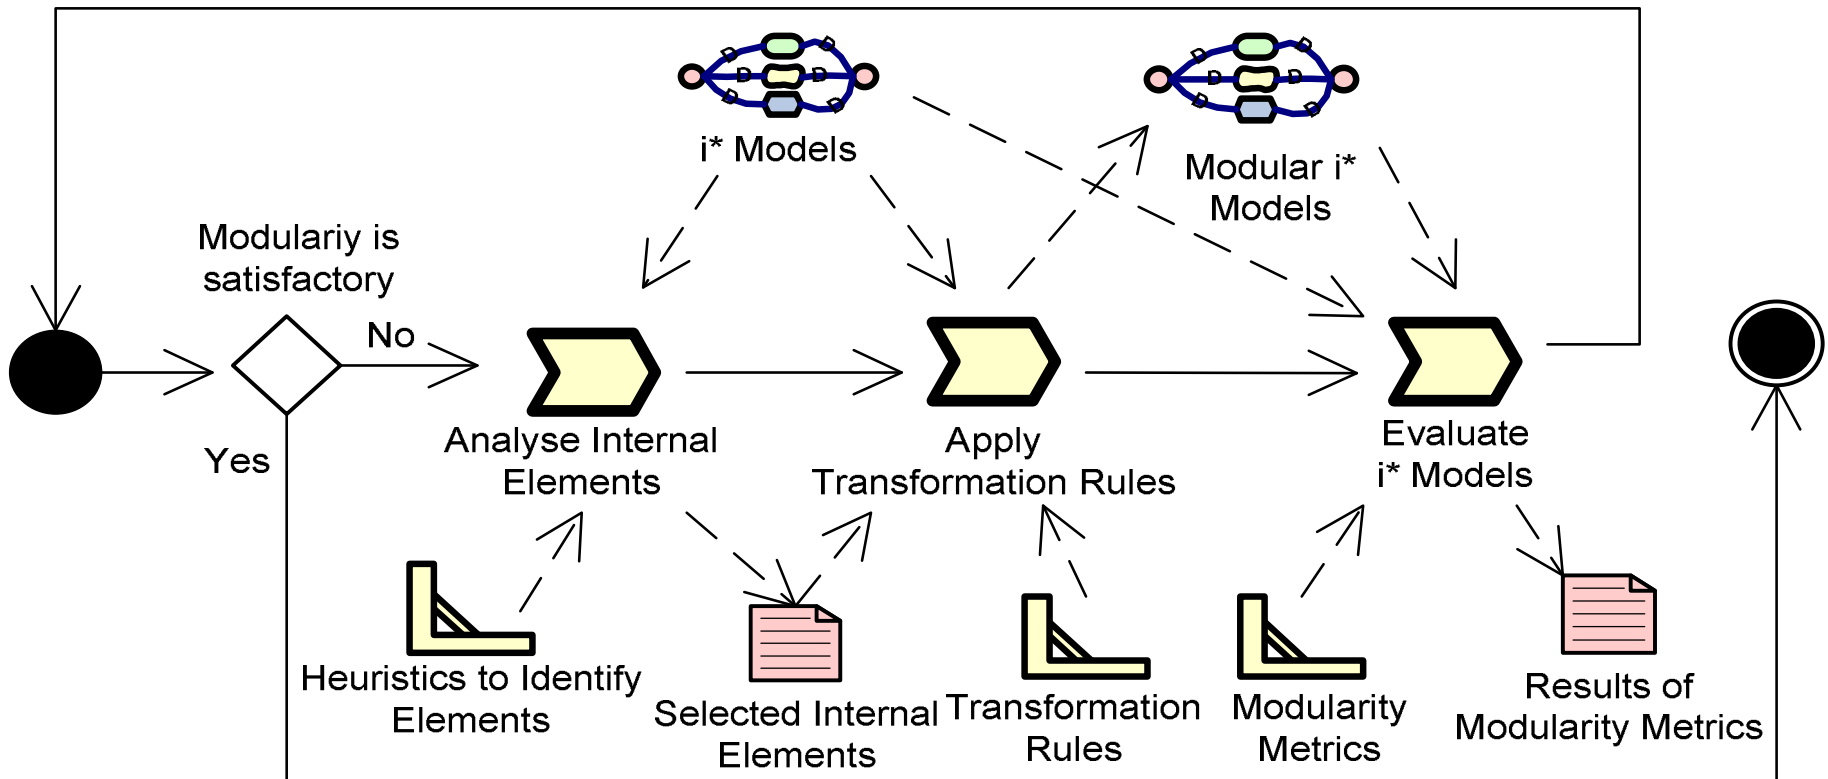 D D
D D
D D
i* Models
D D
D D
D D
Modular i*
Models
Modulariy is
satisfactory
No
Yes
Analyse Internal
Elements
Apply
Transformation Rules
Evaluate
i* Models
Heuristics to Identify
Elements
Selected Internal
Elements
Transformation
Rules
Modularity
Metrics
Results of
Modularity Metrics